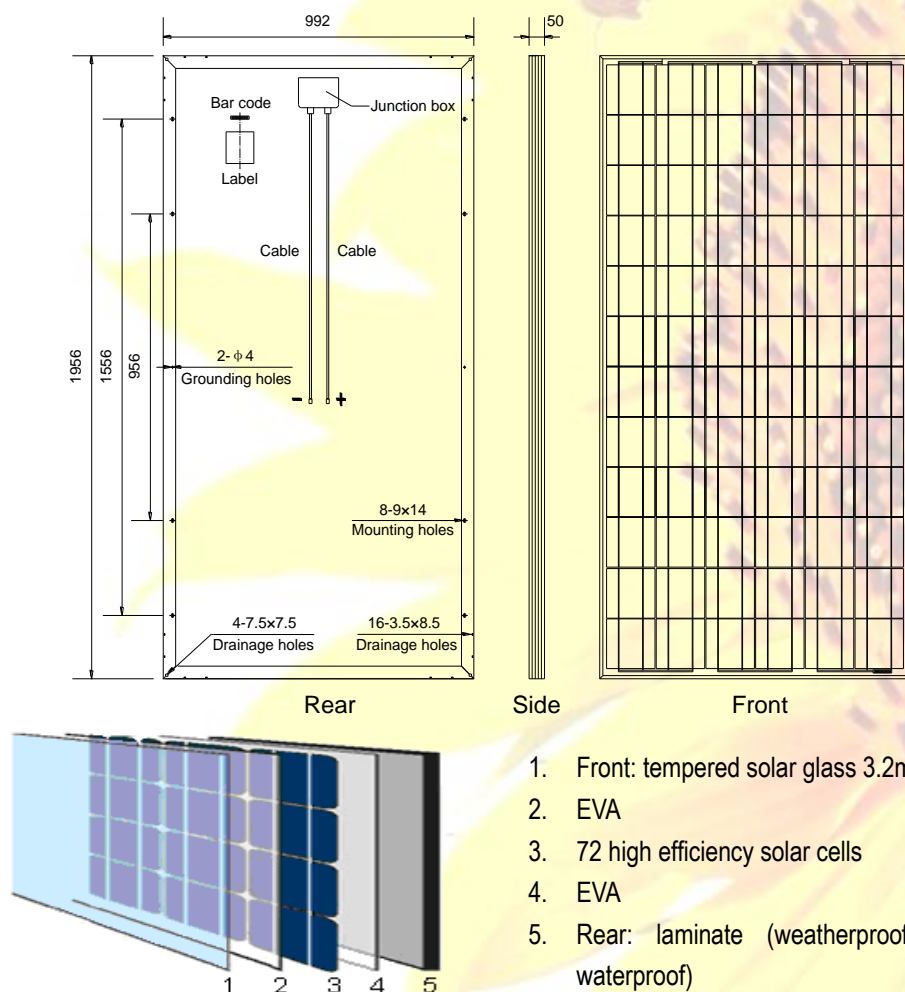 992
50
Bar code
Junction box
Label
Cable
Cable
1956
1556
956
2-ϕ4
Grounding holes
- +
8-9×14
Mounting holes
4-7.5×7.5
Drainage holes
16-3.5×8.5
Drainage holes
Rear
Side
Front
1. Front: tempered solar glass 3.2m
2. EVA
3. 72 high efficiency solar cells
4. EVA
5. Rear: laminate (weatherproof
waterproof)
1 2 3 4 5